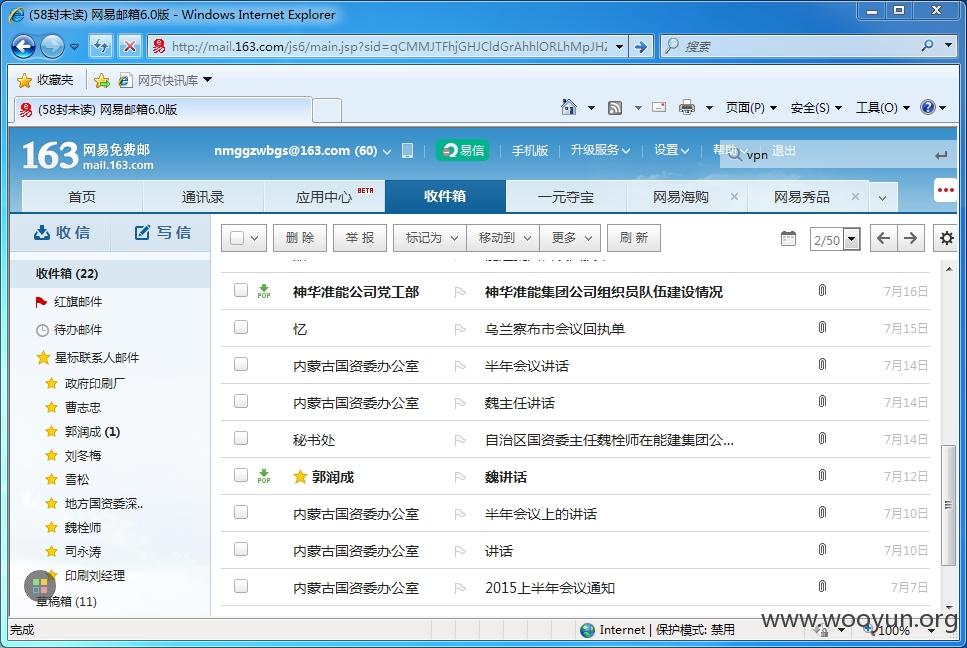 (58封未读) 网易邮箱6.0版 - Windows Internet Explorer
http://mail.163.com/js6/main.jsp?sid=qCMMJTFhjGHJCldGrAhhlORLhMpJHZ
搜索
收藏夹 网页快讯库
(58封未读) 网易邮箱6.0版
页面(P) 安全(S) 工具(O)
163 网易免费邮
mail.163.com
nmggzwbgs@163.com (60) 易信 手机版 升级服务 设置 帮助 退出
vpn
首页 通讯录 应用中心 BETA 收件箱 一元夺宝 网易海购 × 网易秀品 ×
收信 写信
删 除 举 报 标记为 移动到 更多 刷 新 2/50
收件箱 (22)
红旗邮件
待办邮件
星标联系人邮件
政府印刷厂
曹志忠
郭润成 (1)
刘冬梅
雪松
地方国资委深..
魏栓师
司永涛
印刷刘经理
草稿箱 (11)
POP 神华准能公司党工部 神华准能集团公司组织员队伍建设情况 7月16日
忆 乌兰察布市会议回执单 7月15日
内蒙古国资委办公室 半年会议讲话 7月14日
内蒙古国资委办公室 魏主任讲话 7月14日
秘书处 自治区国资委主任魏栓师在能建集团公... 7月14日
POP 郭润成 魏讲话 7月12日
内蒙古国资委办公室 半年会议上的讲话 7月10日
内蒙古国资委办公室 讲话 7月10日
内蒙古国资委办公室 2015上半年会议通知 7月7日
完成 Internet | 保护模式: 禁用 100%
www.wooyun.org